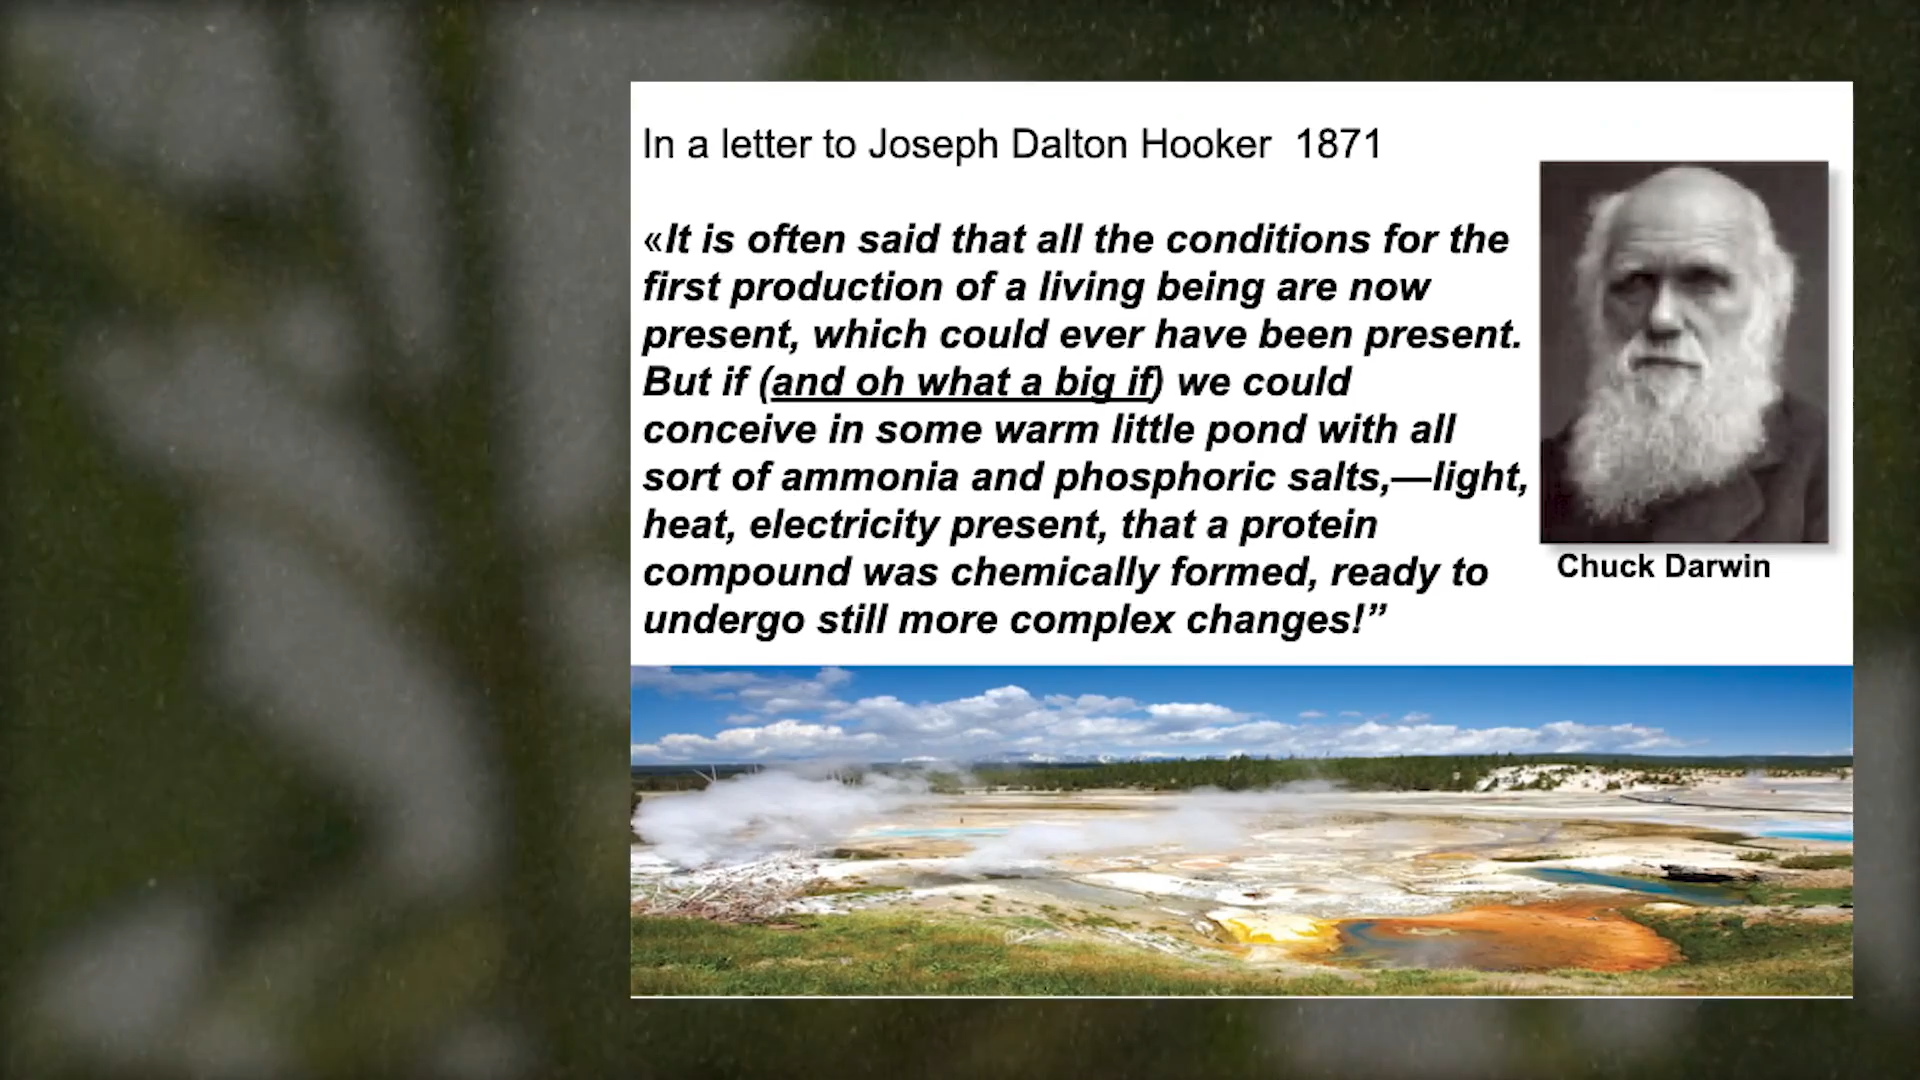 In a letter to Joseph Dalton Hooker 1871
«It is often said that all the conditions for the
first production of a living being are now
present, which could ever have been present.
But if (and oh what a big if) we could
conceive in some warm little pond with all
sort of ammonia and phosphoric salts,—light,
heat, electricity present, that a protein
compound was chemically formed, ready to
undergo still more complex changes!”
Chuck Darwin